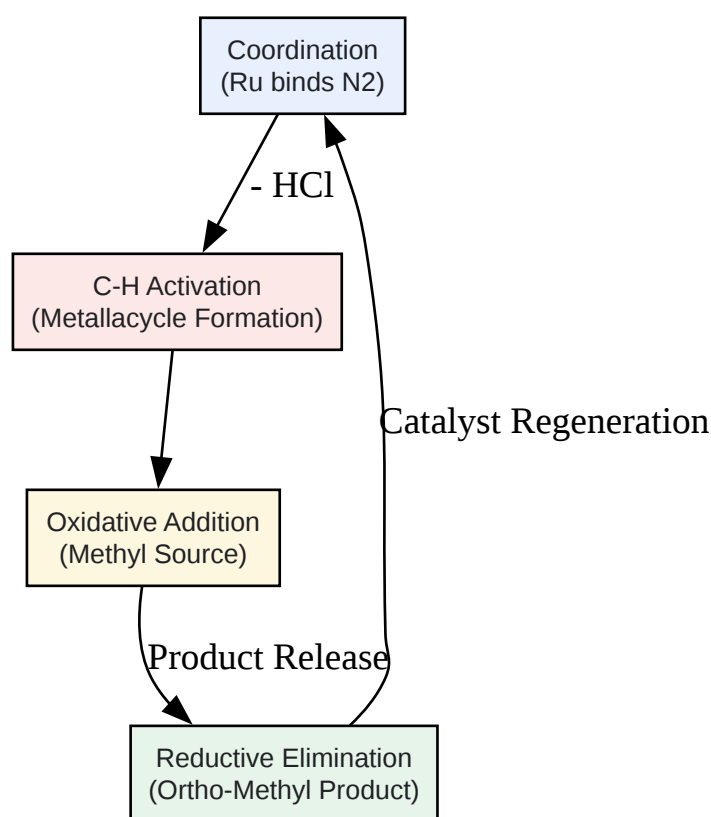 Coordination
(Ru binds N2)
- HCl
C-H Activation
(Metallacycle Formation)
Catalyst Regeneration
Oxidative Addition
(Methyl Source)
Product Release
Reductive Elimination
(Ortho-Methyl Product)